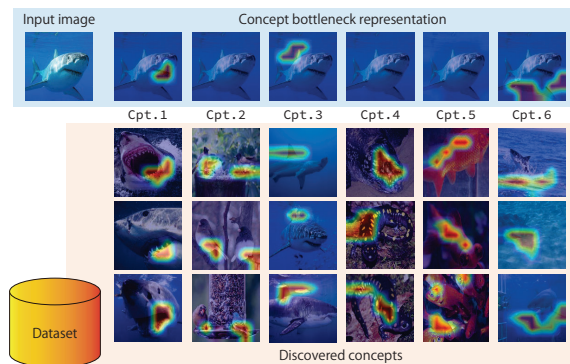 Input image
Concept bottleneck representation
Cpt.1 Cpt.2 Cpt.3 Cpt.4 Cpt.5 Cpt.6
Dataset
Discovered concepts